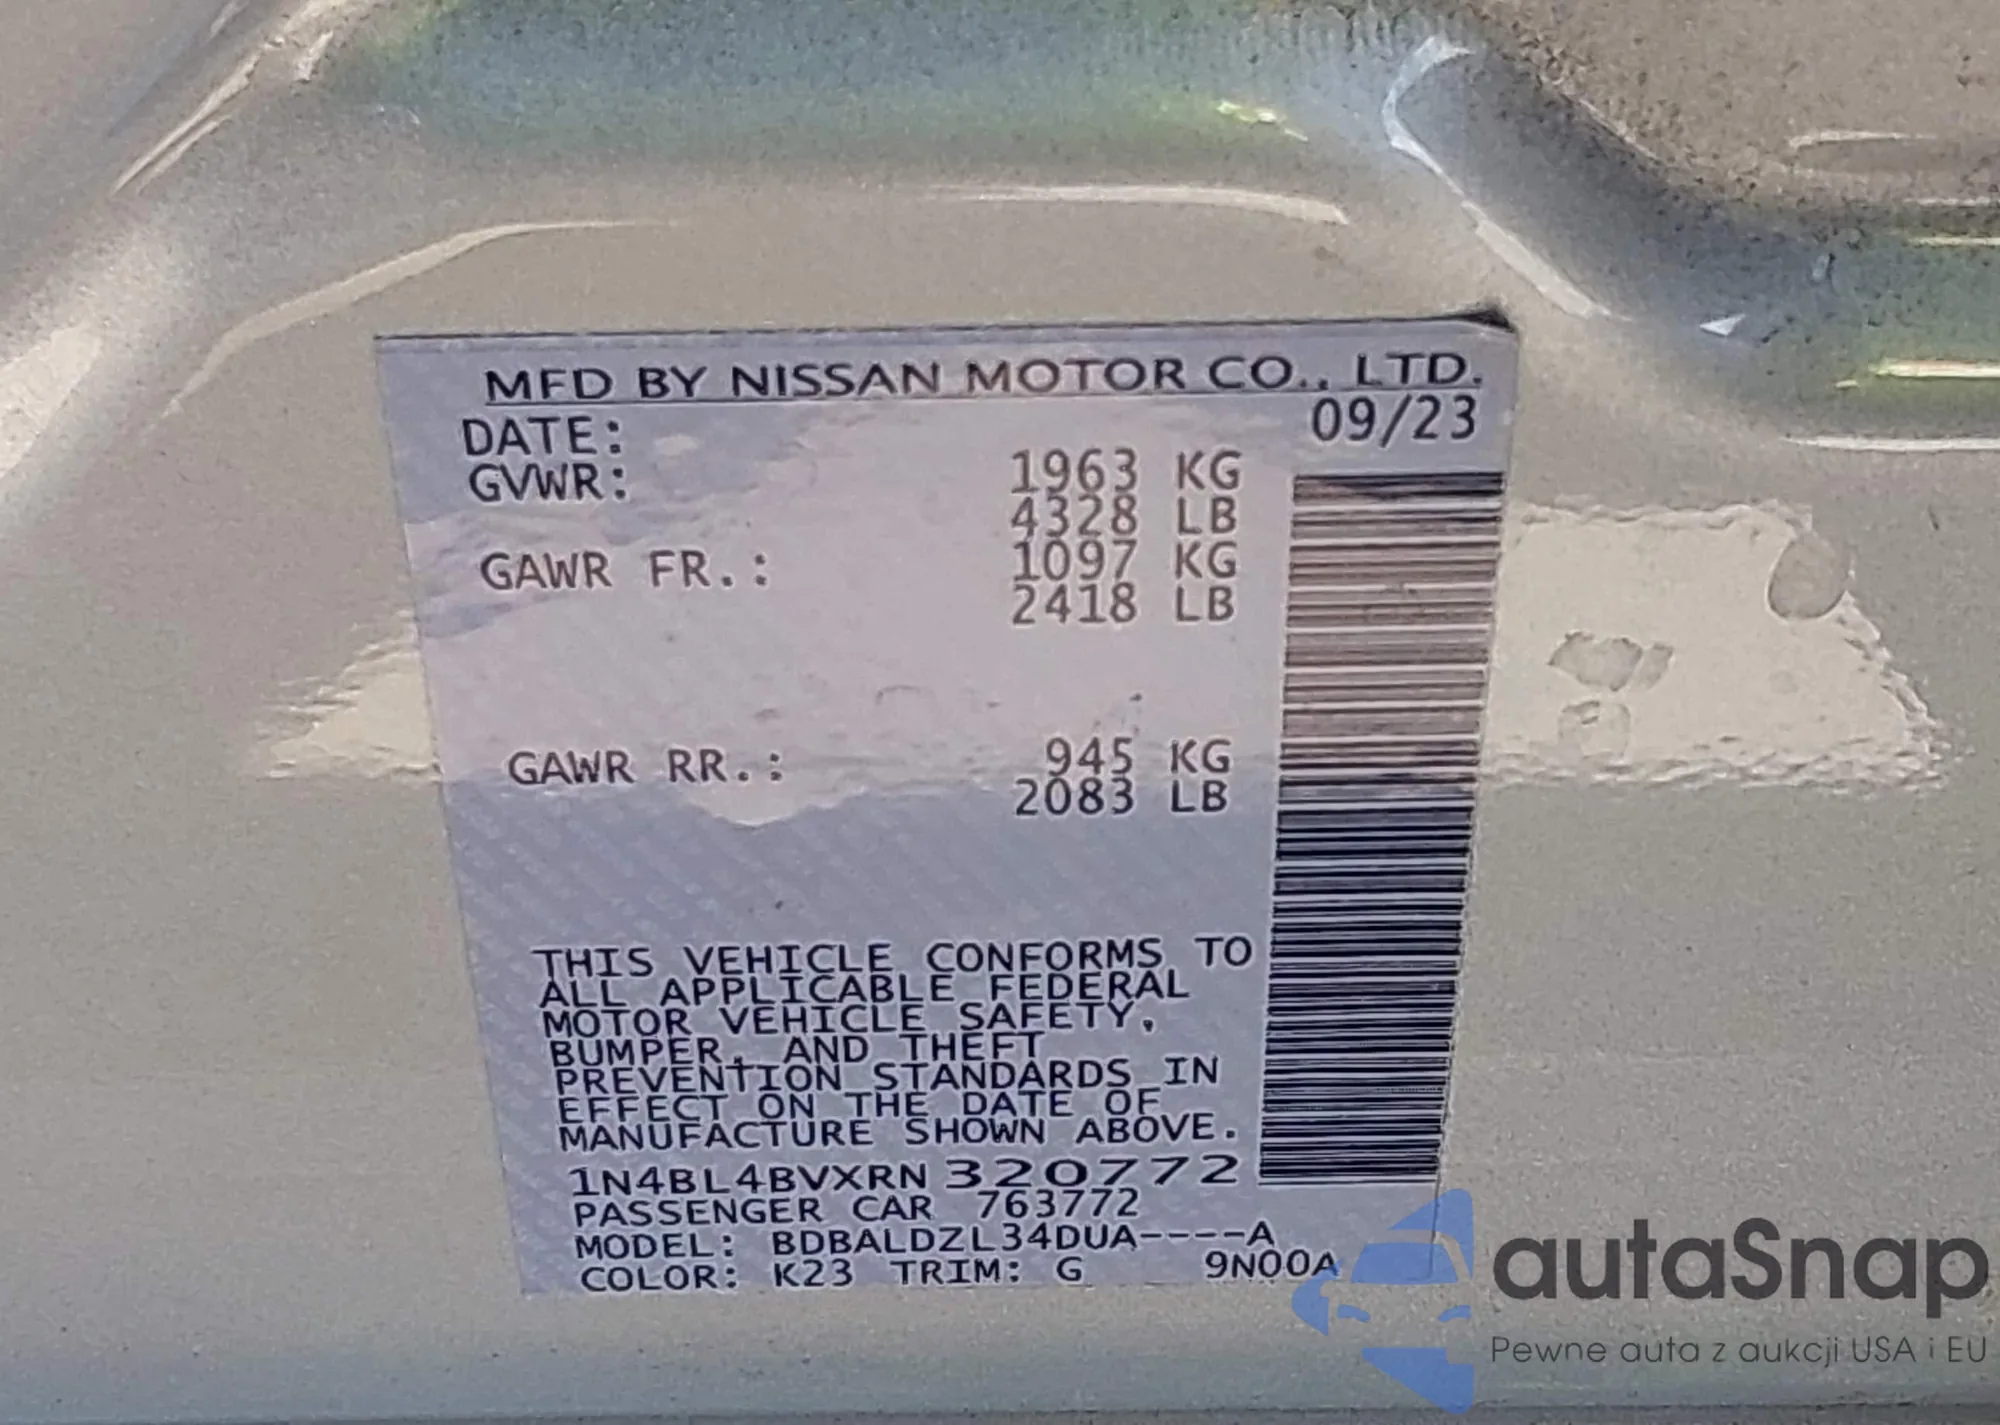 MFD BY NISSAN MOTOR CO., LTD.
DATE: 09/23
GVWR: 1963 KG
4328 LB
GAWR FR.: 1097 KG
2418 LB
GAWR RR.: 945 KG
2083 LB
THIS VEHICLE CONFORMS TO
ALL APPLICABLE FEDERAL
MOTOR VEHICLE SAFETY,
BUMPER, AND THEFT
PREVENTION STANDARDS IN
EFFECT ON THE DATE OF
MANUFACTURE SHOWN ABOVE.
1N4BL4BVXRN320772
PASSENGER CAR 763772
MODEL: BDBALDZL34DUA----A
COLOR: K23 TRIM: G 9N00A
autaSnap
Pewne auta z aukcji USA i EU